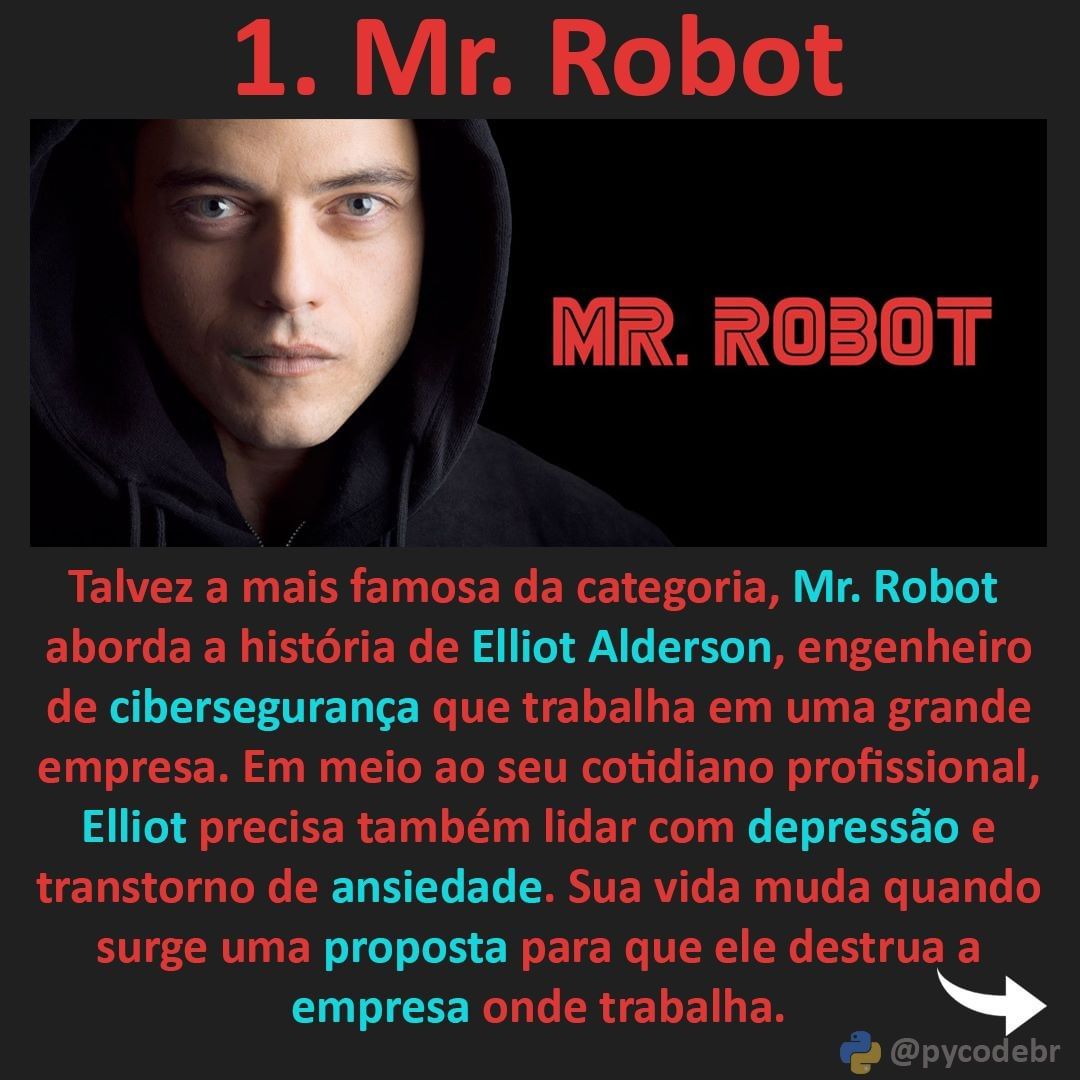 1. Mr. Robot
MR. ROBOT
Talvez a mais famosa da categoria, Mr. Robot
aborda a história de Elliot Alderson, engenheiro
de cibersegurança que trabalha em uma grande
empresa. Em meio ao seu cotidiano profissional,
Elliot precisa também lidar com depressão e
transtorno de ansiedade. Sua vida muda quando
surge uma proposta para que ele destrua a
empresa onde trabalha.
@pycodebr